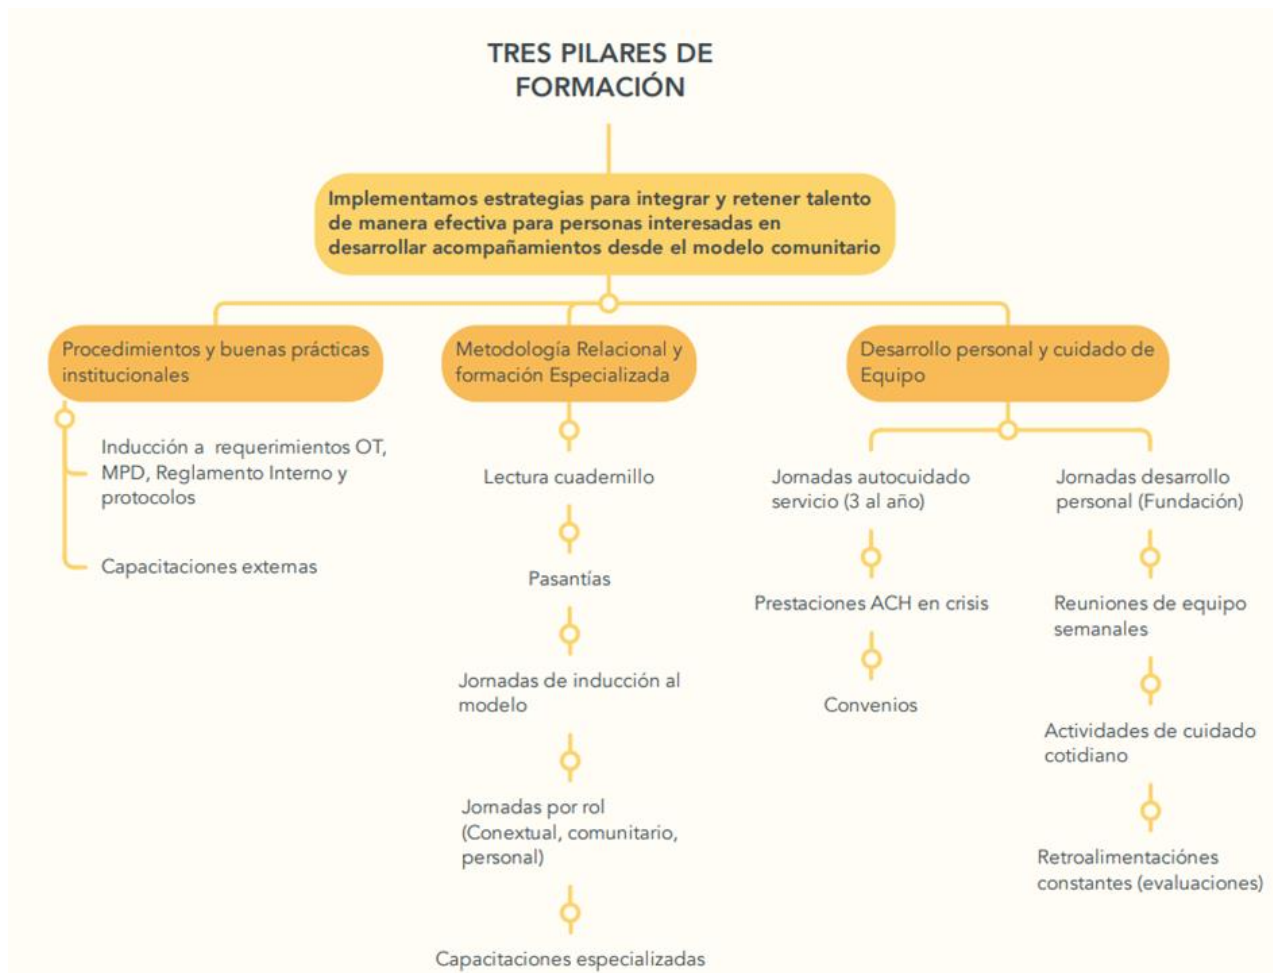 TRES PILARES DE
FORMACIÓN
Implementamos estrategias para integrar y retener talento
de manera efectiva para personas interesadas en
desarrollar acompañamientos desde el modelo comunitario
Procedimientos y buenas prácticas
institucionales
Inducción a requerimientos OT,
MPD, Reglamento Interno y
protocolos
Capacitaciones externas
Metodología Relacional y
formación Especializada
Lectura cuadernillo
Pasantías
Jornadas de inducción al
modelo
Jornadas por rol
(Conextual, comunitario,
personal)
Capacitaciones especializadas
Desarrollo personal y cuidado de
Equipo
Jornadas autocuidado
servicio (3 al año)
Prestaciones ACH en crisis
Convenios
Jornadas desarrollo
personal (Fundación)
Reuniones de equipo
semanales
Actividades de cuidado
cotidiano
Retroalimentaciónes
constantes (evaluaciones)